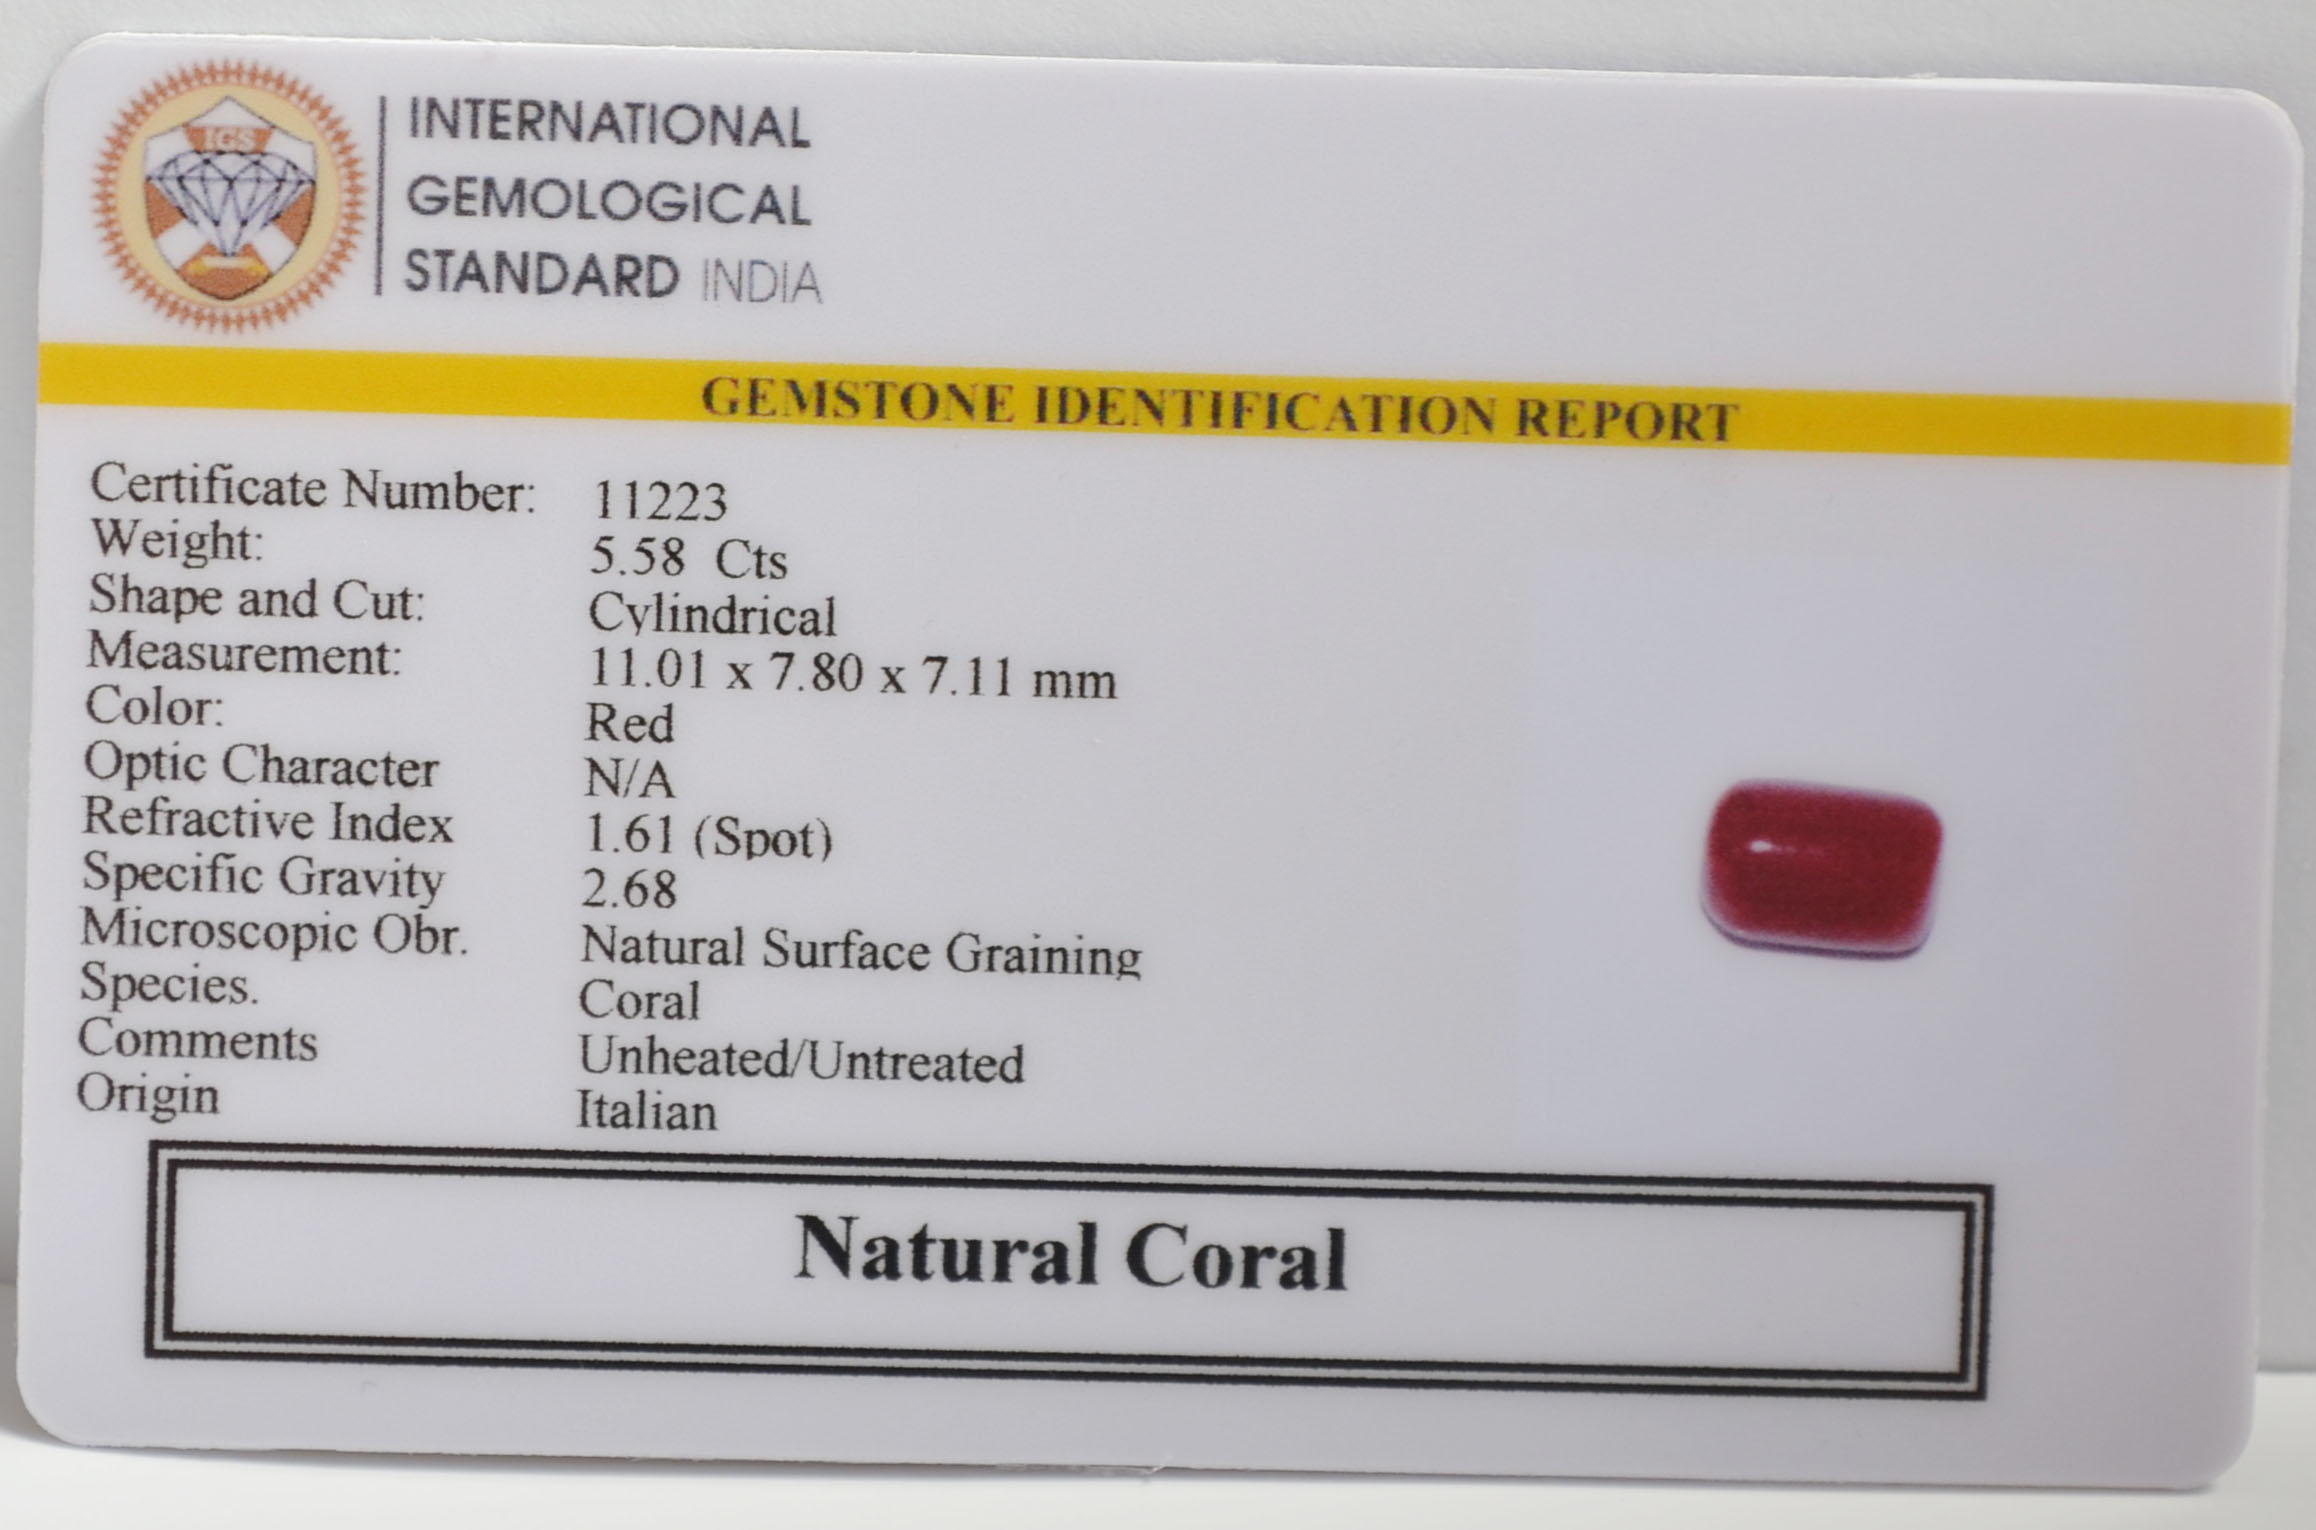 IGS
INTERNATIONAL
GEMOLOGICAL
STANDARD INDIA
GEMSTONE IDENTIFICATION REPORT
Certificate Number: 11223
Weight: 5.58 Cts
Shape and Cut: Cylindrical
Measurement: 11.01 x 7.80 x 7.11 mm
Color: Red
Optic Character N/A
Refractive Index 1.61 (Spot)
Specific Gravity 2.68
Microscopic Obr. Natural Surface Graining
Species. Coral
Comments Unheated/Untreated
Origin Italian
Natural Coral